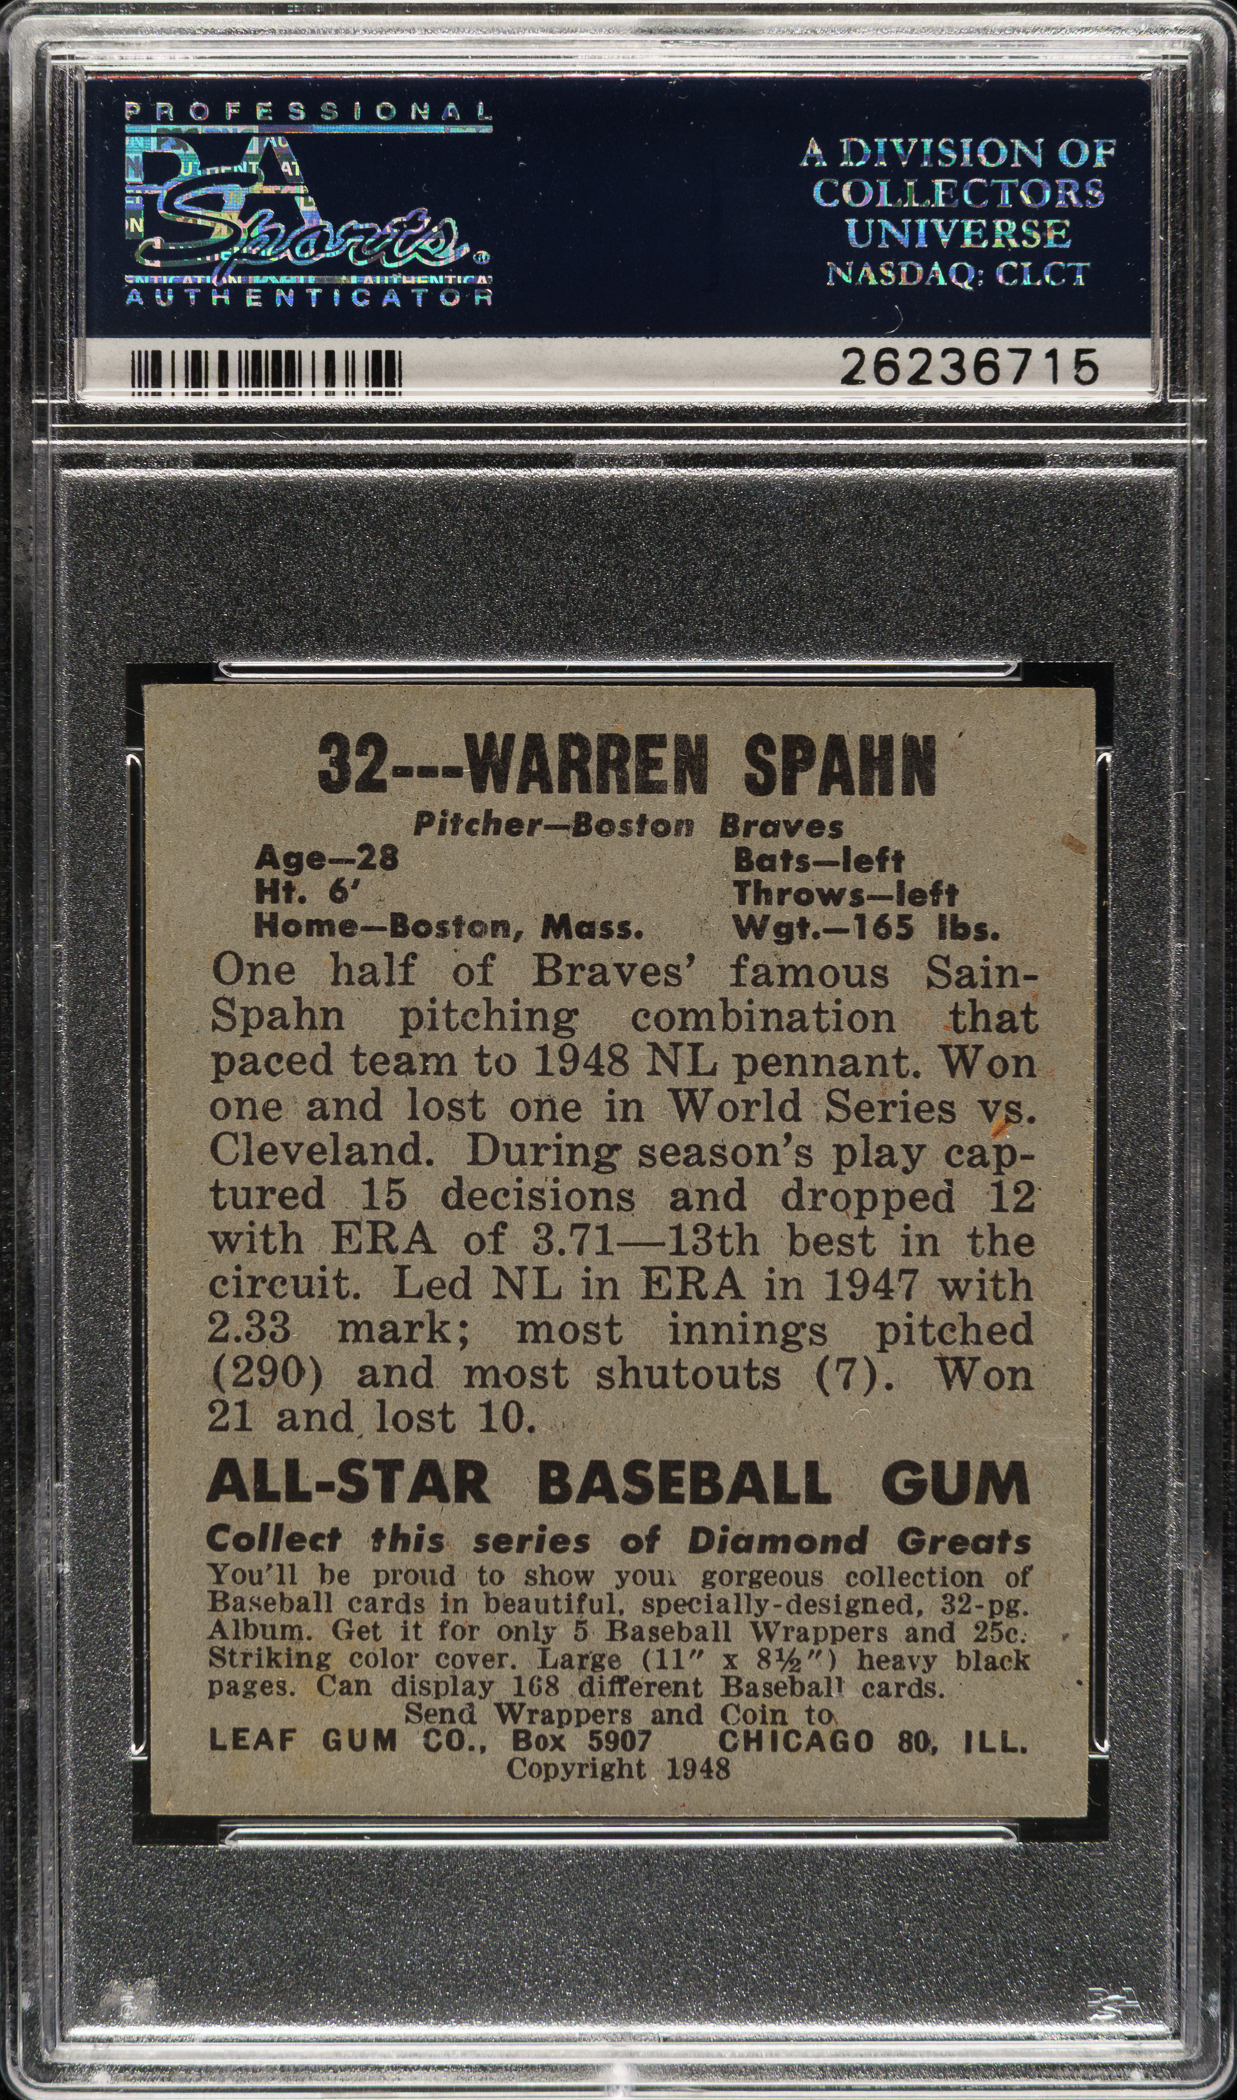 PROFESSIONAL
PSA
Sports
AUTHENTICATOR
A DIVISION OF
COLLECTORS
UNIVERSE
NASDAQ: CLCT
26236715
32---WARREN SPAHN
Pitcher—Boston Braves
Age—28
Bats—left
Ht. 6'
Throws—left
Home—Boston, Mass.
Wgt.—165 lbs.
One half of Braves' famous Sain-
Spahn pitching combination that
paced team to 1948 NL pennant. Won
one and lost one in World Series vs.
Cleveland. During season's play cap-
tured 15 decisions and dropped 12
with ERA of 3.71—13th best in the
circuit. Led NL in ERA in 1947 with
2.33 mark; most innings pitched
(290) and most shutouts (7). Won
21 and lost 10.
ALL-STAR BASEBALL GUM
Collect this series of Diamond Greats
You'll be proud to show your gorgeous collection of
Baseball cards in beautiful, specially-designed, 32-pg.
Album. Get it for only 5 Baseball Wrappers and 25c.
Striking color cover. Large (11" x 8½") heavy black
pages. Can display 168 different Baseball cards.
Send Wrappers and Coin to
LEAF GUM CO., Box 5907 CHICAGO 80, ILL.
Copyright 1948